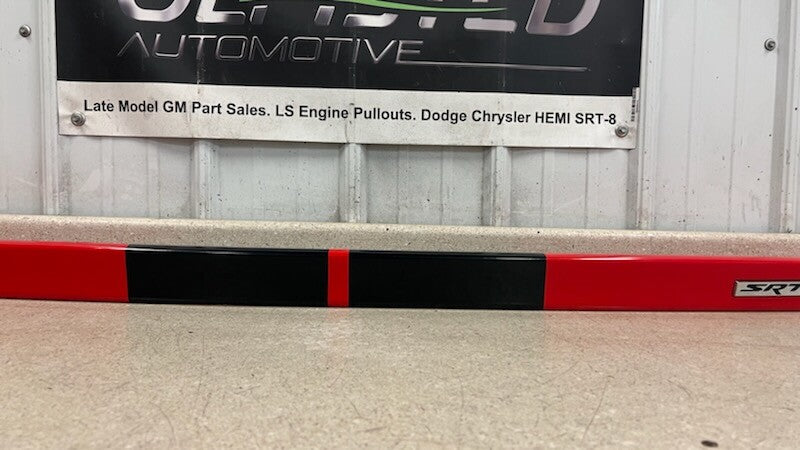 AUTOMOTIVE
Late Model GM Part Sales. LS Engine Pullouts. Dodge Chrysler HEMI SRT-8
SRT